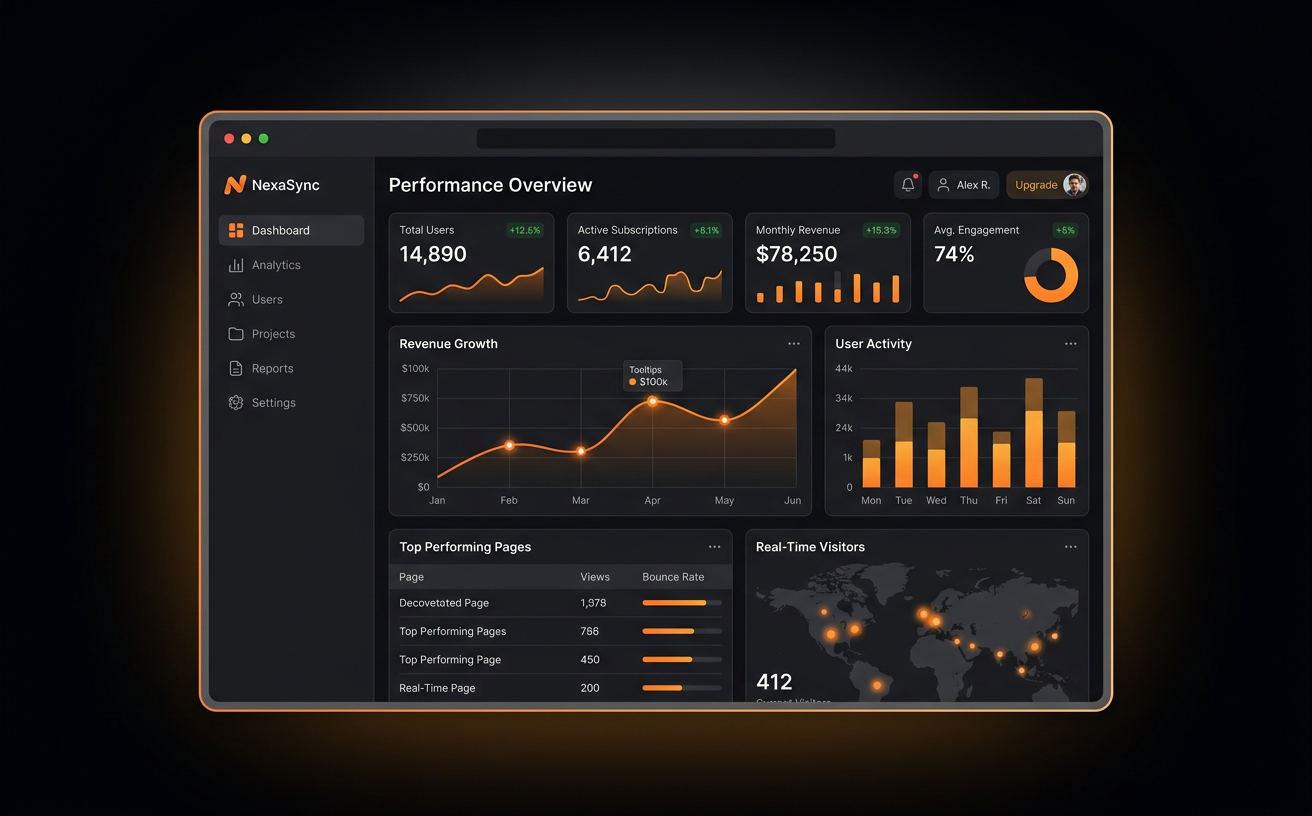 NexaSync
Dashboard
Analytics
Users
Projects
Reports
Settings
Performance Overview
Alex R.
Upgrade
Total Users
+12.6%
14,890
Active Subscriptions
+8.1%
6,412
Monthly Revenue
+15.3%
$78,250
Avg. Engagement
+6%
74%
Revenue Growth
$100k
$750k
$500k
$250k
$0
Jan Feb Mar Apr May Jun
Tooltips
$100k
User Activity
44k
34k
24k
1k
0
Mon Tue Wed Thu Fri Sat Sun
Top Performing Pages
Page Views Bounce Rate
Decovetated Page
Top Performing Pages 766
Top Performing Page 450
Real-Time Page 200
Real-Time Visitors
412